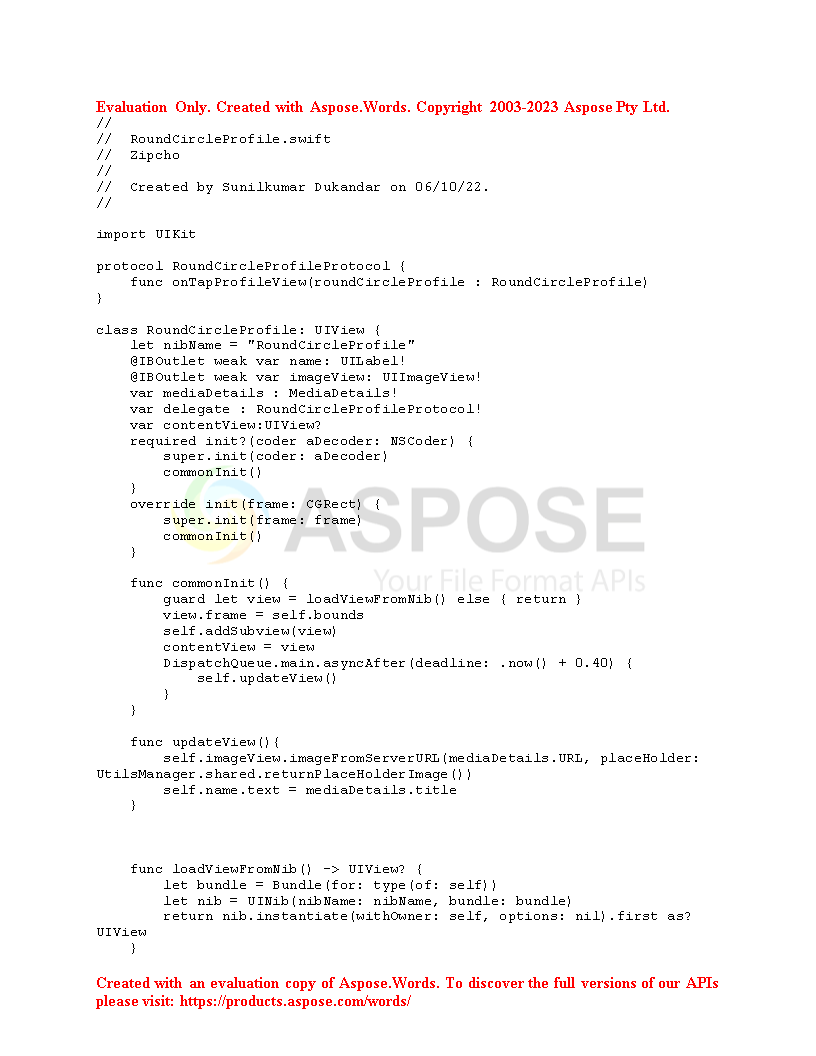 Evaluation Only. Created with Aspose.Words. Copyright 2003-2023 Aspose Pty Ltd.
//
//  RoundCircleProfile.swift
//  Zipcho
//
//  Created by Sunilkumar Dukandar on 06/10/22.
//
import UIKit
protocol RoundCircleProfileProtocol {
    func onTapProfileView(roundCircleProfile : RoundCircleProfile)
}
class RoundCircleProfile: UIView {
    let nibName = "RoundCircleProfile"
    @IBOutlet weak var name: UILabel!
    @IBOutlet weak var imageView: UIImageView!
    var mediaDetails : MediaDetails!
    var delegate : RoundCircleProfileProtocol!
    var contentView:UIView?
    required init?(coder aDecoder: NSCoder) {
        super.init(coder: aDecoder)
        commonInit()
    }
    override init(frame: CGRect) {
        super.init(frame: frame)
        commonInit()
    }
ASPOSE
Your File Format APIs
    func commonInit() {
        guard let view = loadViewFromNib() else { return }
        view.frame = self.bounds
        self.addSubview(view)
        contentView = view
        DispatchQueue.main.asyncAfter(deadline: .now() + 0.40) {
            self.updateView()
        }
    }
    func updateView(){
        self.imageView.imageFromServerURL(mediaDetails.URL, placeHolder:
UtilsManager.shared.returnPlaceHolderImage())
        self.name.text = mediaDetails.title
    }
    func loadViewFromNib() -> UIView? {
        let bundle = Bundle(for: type(of: self))
        let nib = UINib(nibName: nibName, bundle: bundle)
        return nib.instantiate(withOwner: self, options: nil).first as?
UIView
    }
Created with an evaluation copy of Aspose.Words. To discover the full versions of our APIs
please visit: https://products.aspose.com/words/